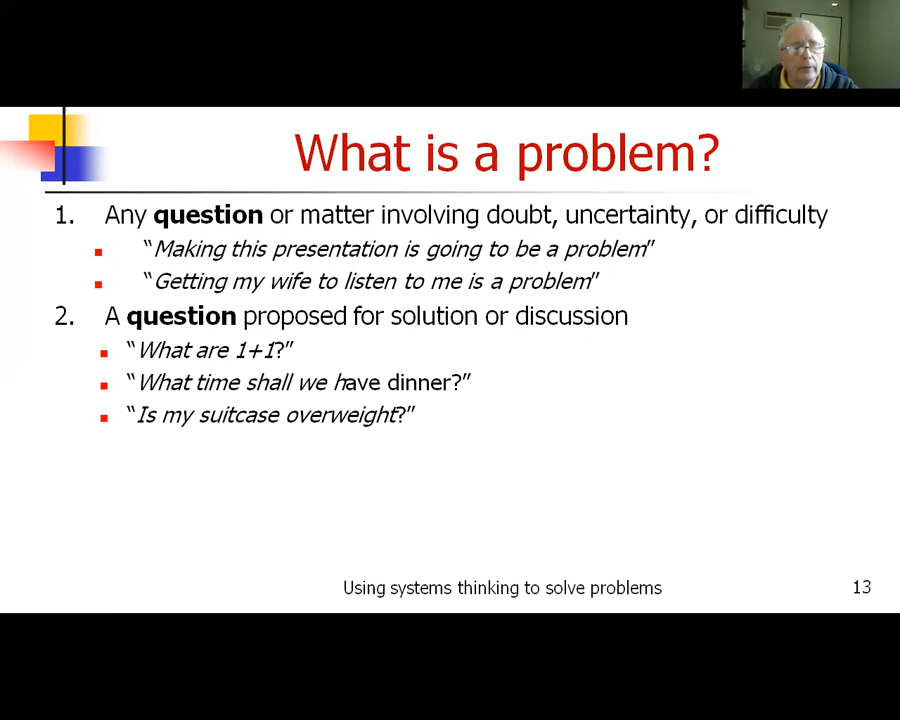 What is a problem?
1. Any question or matter involving doubt, uncertainty, or difficulty
“Making this presentation is going to be a problem”
“Getting my wife to listen to me is a problem”
2. A question proposed for solution or discussion
“What are 1+1?”
“What time shall we have dinner?”
“Is my suitcase overweight?”
Using systems thinking to solve problems
13